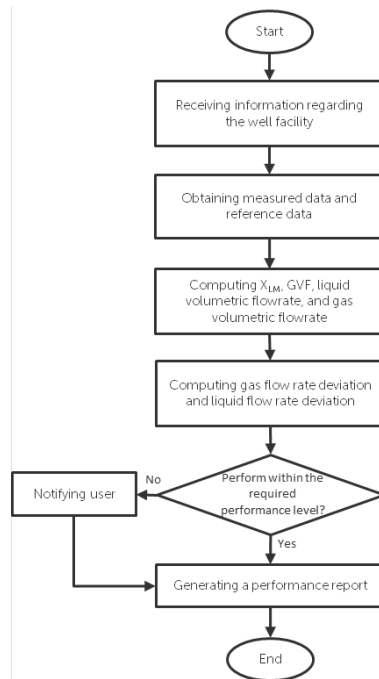 Start
Receiving information regarding
the well facility
Obtaining measured data and
reference data
Computing X_LM, GVF, liquid
volumetric flowrate, and gas
volumetric flowrate
Computing gas flow rate deviation
and liquid flow rate deviation
Perform within the
required
performance level?
No
Notifying user
Yes
Generating a performance report
End